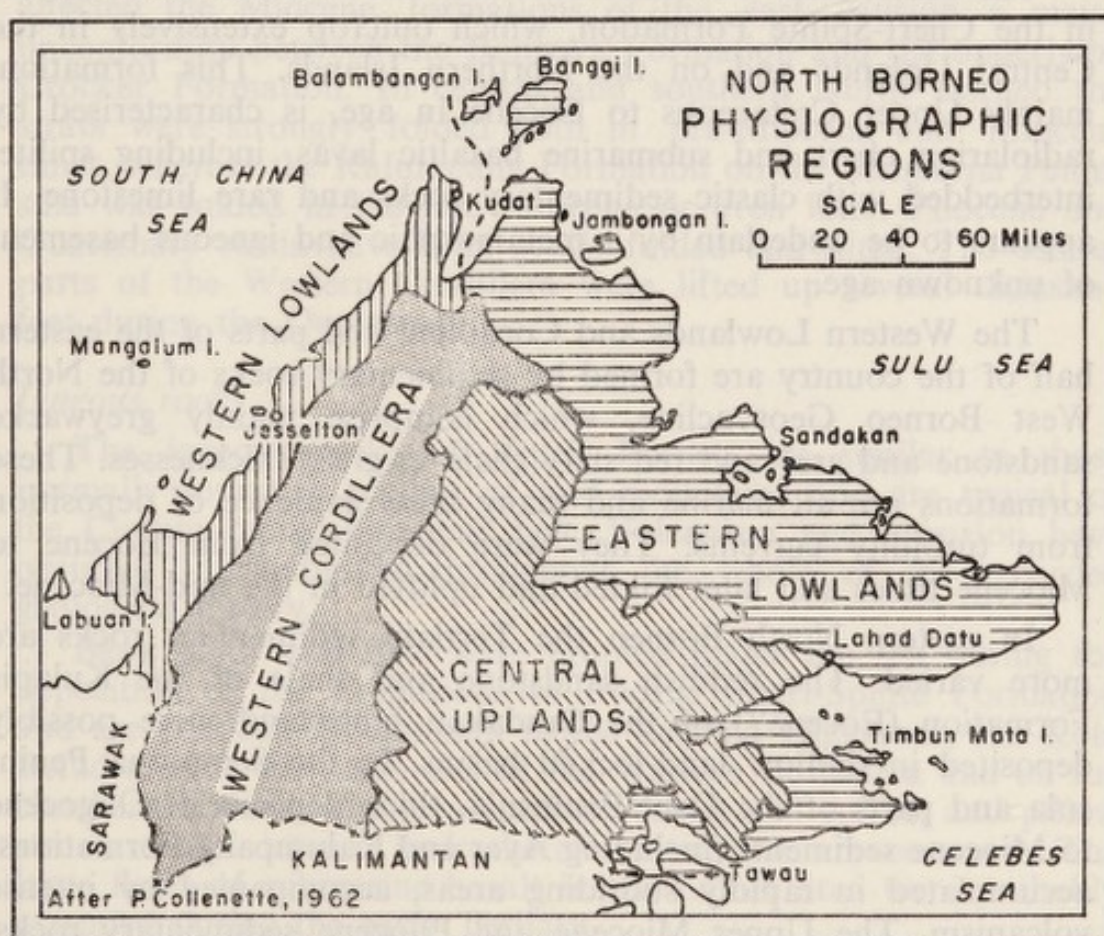 NORTH BORNEO
PHYSIOGRAPHIC
REGIONS
SCALE
0 20 40 60 Miles
Balambangan I.
Banggi I.
SOUTH CHINA
SEA
Kudat
Jambongan I.
Mangalum I.
WESTERN LOWLANDS
SULU SEA
Jesselton
Sandakan
WESTERN CORDILLERA
EASTERN
LOWLANDS
Labuan I.
Lahad Datu
CENTRAL
UPLANDS
Timbun Mata I.
SARAWAK
KALIMANTAN
Tawau
CELEBES
SEA
After P. Collenette, 1962